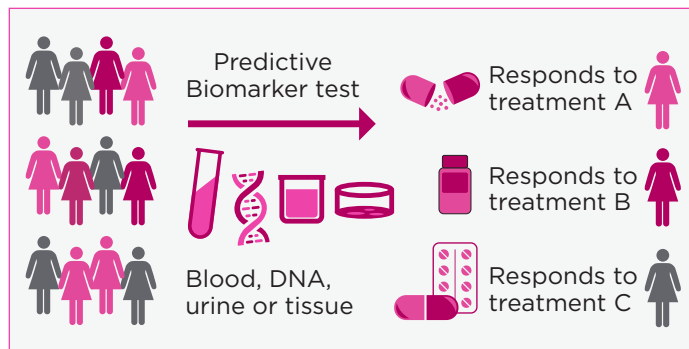 Predictive
Biomarker test
Blood, DNA,
urine or tissue
Responds to
treatment A
Responds to
treatment B
Responds to
treatment C